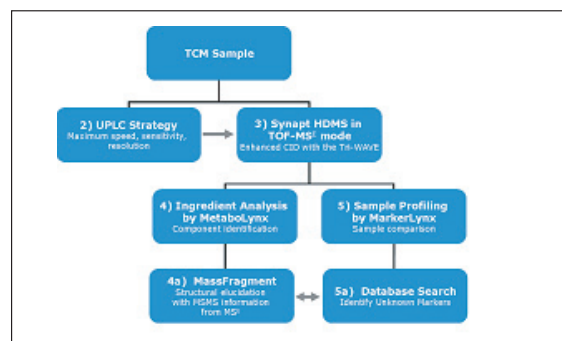 TCM Sample
2) UPLC Strategy
Maximum speed, sensitivity,
resolution
3) Synapt HDMS in
TOF-MSᴱ mode
Enhanced CID with the Tri-WAVE
4) Ingredient Analysis
by MetaboLynx
Component identification
5) Sample Profiling
by MarkerLynx
Sample comparison
4a) MassFragment
Structural elucidation
with MSMS information
from MSᴱ
5a) Database Search
Identify Unknown Markers